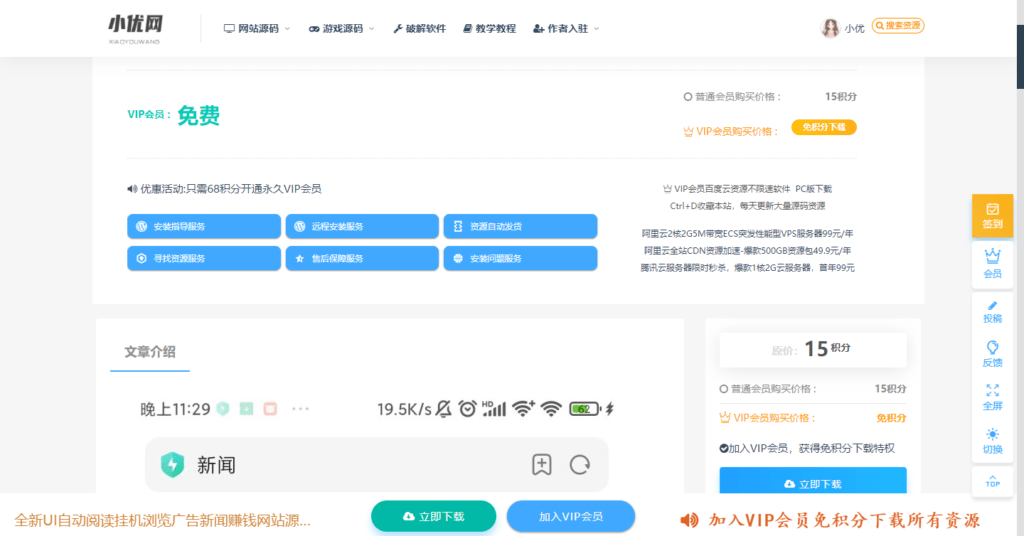 小优网
XIAOYOUWANG
网站源码
游戏源码
破解软件
教学教程
作者入驻
小优
搜索资源
VIP会员： 免费
普通会员购买价格： 15积分
VIP会员购买价格： 免积分下载
优惠活动:只需68积分开通永久VIP会员
安装指导服务
远程安装服务
资源自动发货
寻找资源服务
售后保障服务
安装问题服务
VIP会员百度云资源不限速软件 PC版下载
Ctrl+D收藏本站，每天更新大量源码资源
阿里云2核2G5M带宽ECS突发性能型VPS服务器99元/年
阿里云全站CDN资源加速-爆款500GB资源包49.9元/年
腾讯云服务器限时秒杀，爆款1核2G云服务器，首年99元
签到
会员
投稿
反馈
全屏
切换
TOP
文章介绍
晚上11:29
19.5K/s
HD
62
新闻
原价： 15积分
普通会员购买价格： 15积分
VIP会员购买价格： 免积分
加入VIP会员，获得免积分下载特权
立即下载
全新UI自动阅读挂机浏览广告新闻赚钱网站源...
立即下载
加入VIP会员
加入VIP会员免积分下载所有资源